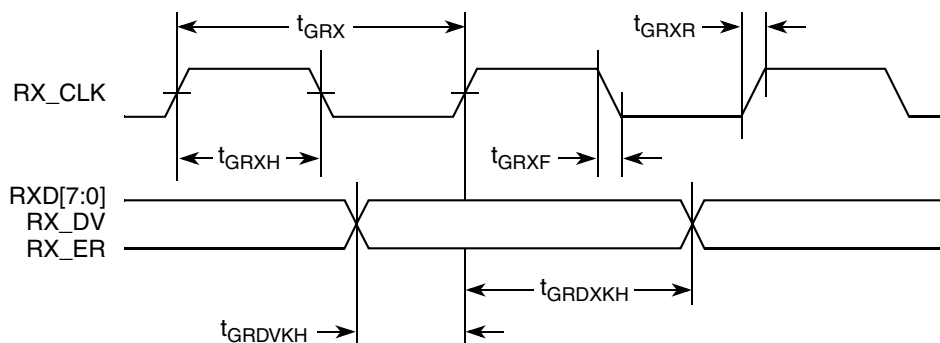 tGRX
tGRXR
RX_CLK
tGRXH
tGRXF
RXD[7:0]
RX_DV
RX_ER
tGRDXKH
tGRDVKH